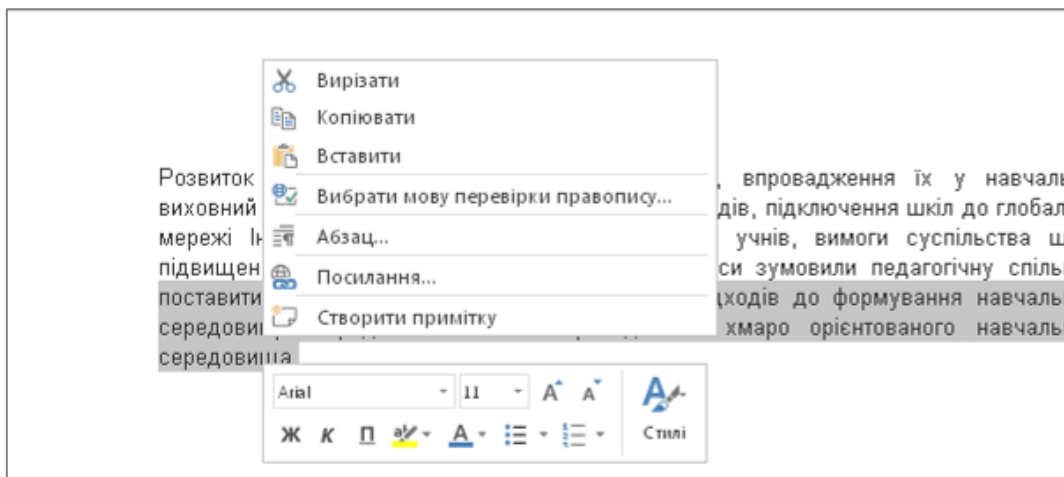 Вирізати
Копіювати
Вставити
Вибрати мову перевірки правопису...
Абзац...
Посилання...
Створити примітку
Розвиток , впровадження їх у навчаль
виховний дів, підключення шкіл до глобал
мережі Ін учнів, вимоги суспільства щ
підвищен си зумовили педагогічну спіль
поставити дходів до формування навчаль
середови хмаро орієнтованого навчаль
середовища.
Arial 11 А А
Ж К П А Стилі